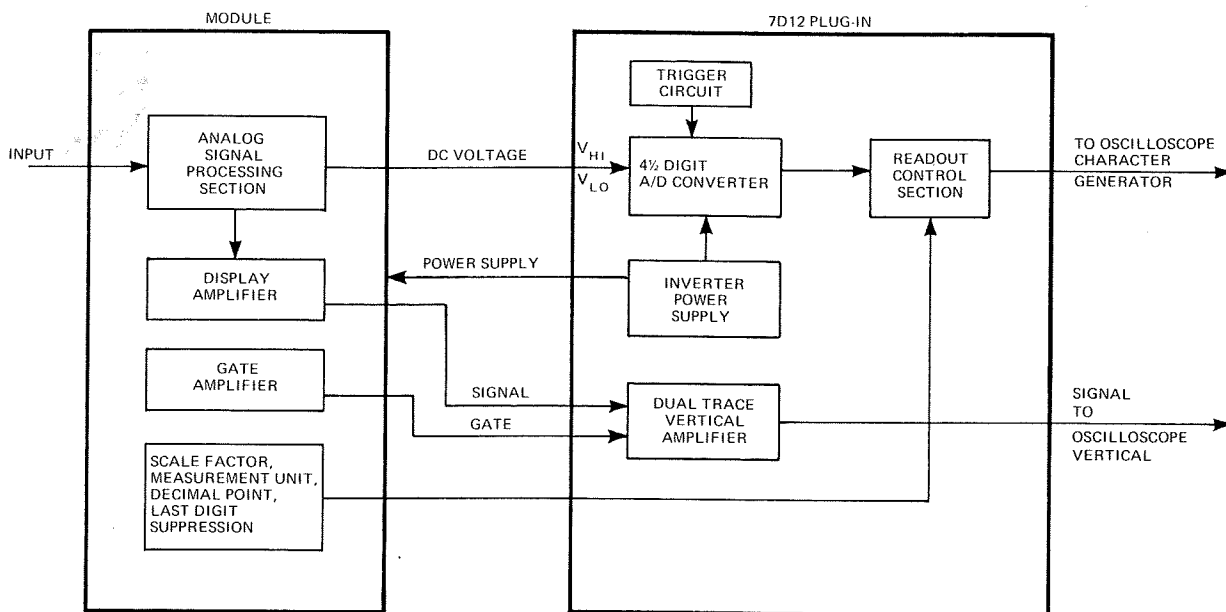 MODULE
7D12 PLUG-IN
TRIGGER
CIRCUIT
INPUT
ANALOG
SIGNAL
PROCESSING
SECTION
DC VOLTAGE
VHI
VLO
4½ DIGIT
A/D CONVERTER
READOUT
CONTROL
SECTION
TO OSCILLOSCOPE
CHARACTER
GENERATOR
DISPLAY
AMPLIFIER
POWER SUPPLY
INVERTER
POWER
SUPPLY
GATE
AMPLIFIER
SIGNAL
GATE
DUAL TRACE
VERTICAL
AMPLIFIER
SIGNAL
TO
OSCILLOSCOPE
VERTICAL
SCALE FACTOR,
MEASUREMENT UNIT,
DECIMAL POINT,
LAST DIGIT
SUPPRESSION